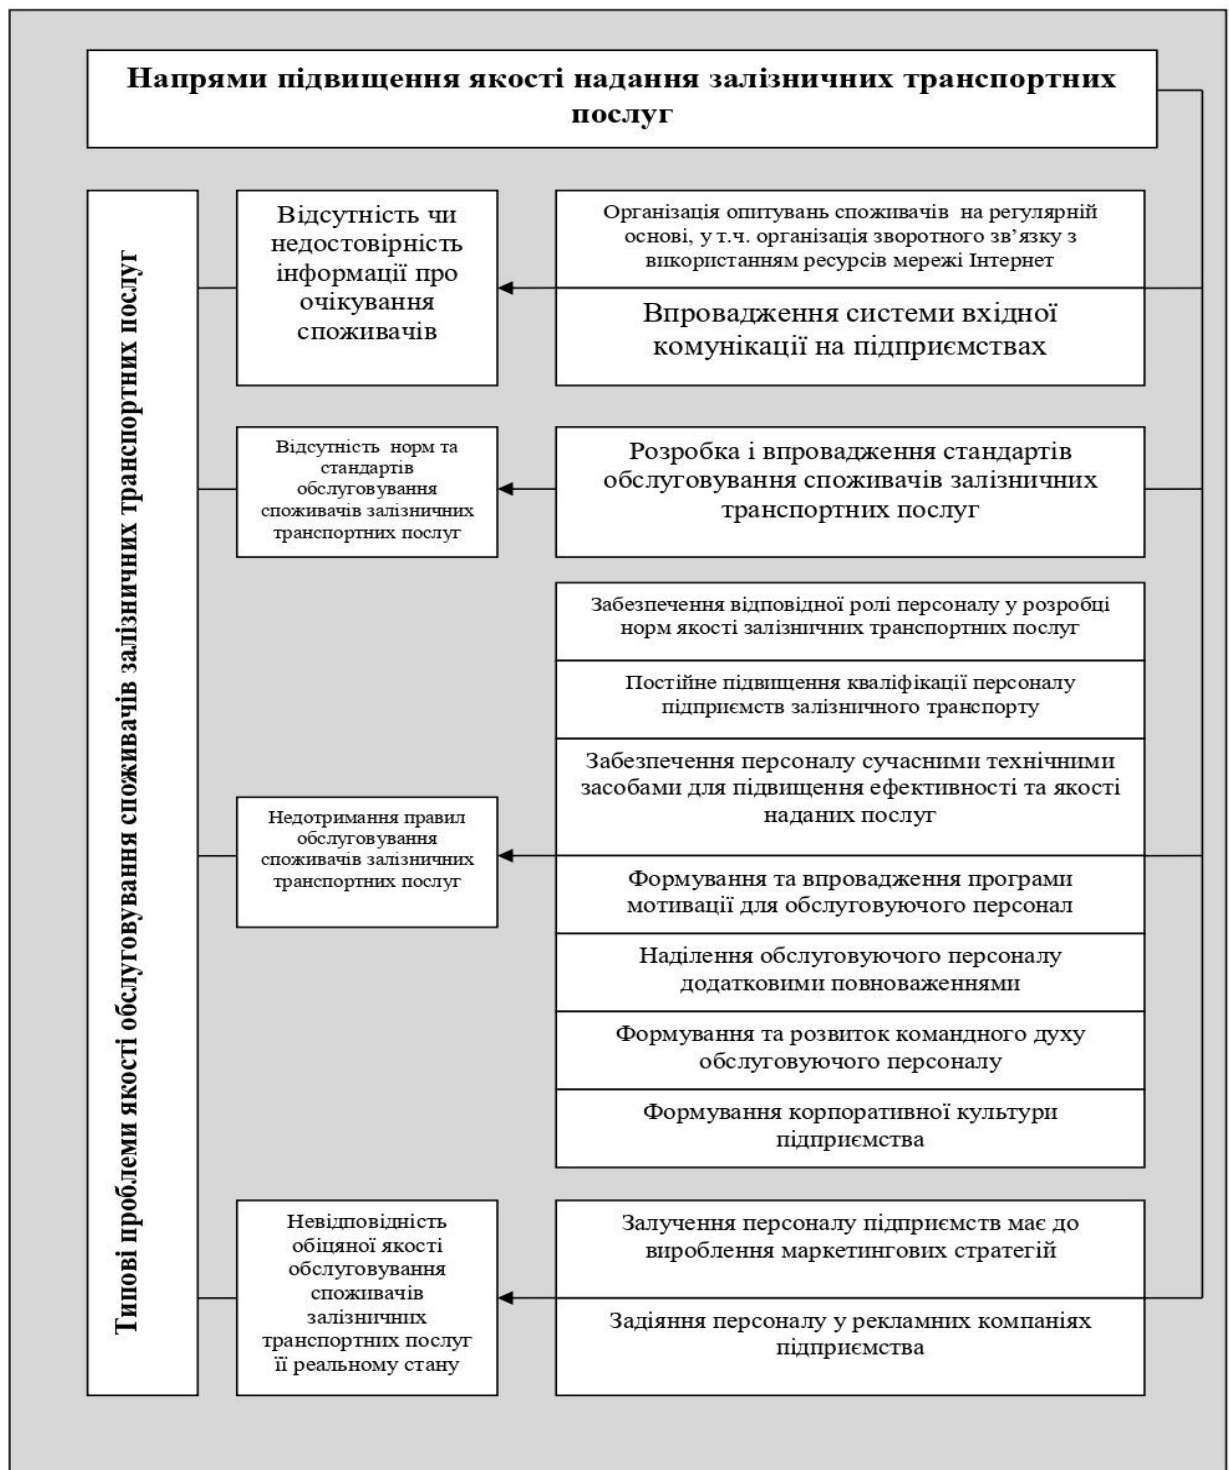 Напрями підвищення якості надання залізничних транспортних
послуг
Типові проблеми якості обслуговування споживачів залізничних транспортних послуг
Відсутність чи
недостовірність
інформації про
очікування
споживачів
Організація опитувань споживачів на регулярній
основі, у т.ч. організація зворотного зв’язку з
використанням ресурсів мережі Інтернет
Впровадження системи вхідної
комунікації на підприємствах
Відсутність норм та
стандартів
обслуговування
споживачів залізничних
транспортних послуг
Розробка і впровадження стандартів
обслуговування споживачів залізничних
транспортних послуг
Недотримання правил
обслуговування
споживачів залізничних
транспортних послуг
Забезпечення відповідної ролі персоналу у розробці
норм якості залізничних транспортних послуг
Постійне підвищення кваліфікації персоналу
підприємств залізничного транспорту
Забезпечення персоналу сучасними технічними
засобами для підвищення ефективності та якості
наданих послуг
Формування та впровадження програми
мотивації для обслуговуючого персонал
Наділення обслуговуючого персоналу
додатковими повноваженнями
Формування та розвиток командного духу
обслуговуючого персоналу
Формування корпоративної культури
підприємства
Невідповідність
обіцяної якості
обслуговування
споживачів
залізничних
транспортних послуг
її реальному стану
Залучення персоналу підприємств має до
вироблення маркетингових стратегій
Задіяння персоналу у рекламних компаніях
підприємства